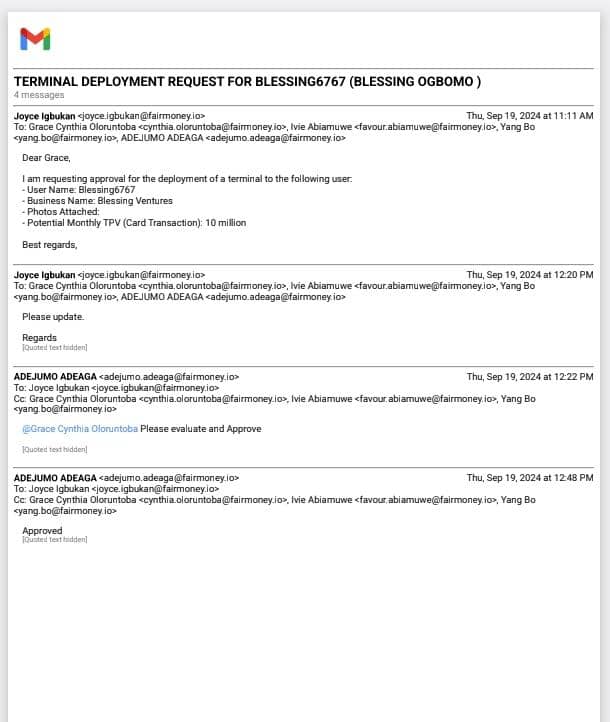 TERMINAL DEPLOYMENT REQUEST FOR BLESSING6767 (BLESSING OGBOMO )
4 messages
Joyce Igbukan <joyce.igbukan@fairmoney.io> Thu, Sep 19, 2024 at 11:11 AM
To: Grace Cynthia Oloruntoba <cynthia.oloruntoba@fairmoney.io>, Ivie Abiamuwe <favour.abiamuwe@fairmoney.io>, Yang Bo
<yang.bo@fairmoney.io>, ADEJUMO ADEAGA <adejumo.adeaga@fairmoney.io>
Dear Grace,
I am requesting approval for the deployment of a terminal to the following user:
- User Name: Blessing6767
- Business Name: Blessing Ventures
- Photos Attached:
- Potential Monthly TPV (Card Transaction): 10 million
Best regards,
Joyce Igbukan <joyce.igbukan@fairmoney.io> Thu, Sep 19, 2024 at 12:20 PM
To: Grace Cynthia Oloruntoba <cynthia.oloruntoba@fairmoney.io>, Ivie Abiamuwe <favour.abiamuwe@fairmoney.io>, Yang Bo
<yang.bo@fairmoney.io>, ADEJUMO ADEAGA <adejumo.adeaga@fairmoney.io>
Please update.
Regards
[Quoted text hidden]
ADEJUMO ADEAGA <adejumo.adeaga@fairmoney.io> Thu, Sep 19, 2024 at 12:22 PM
To: Joyce Igbukan <joyce.igbukan@fairmoney.io>
Cc: Grace Cynthia Oloruntoba <cynthia.oloruntoba@fairmoney.io>, Ivie Abiamuwe <favour.abiamuwe@fairmoney.io>, Yang Bo
<yang.bo@fairmoney.io>
@Grace Cynthia Oloruntoba Please evaluate and Approve
[Quoted text hidden]
ADEJUMO ADEAGA <adejumo.adeaga@fairmoney.io> Thu, Sep 19, 2024 at 12:48 PM
To: Joyce Igbukan <joyce.igbukan@fairmoney.io>
Cc: Grace Cynthia Oloruntoba <cynthia.oloruntoba@fairmoney.io>, Ivie Abiamuwe <favour.abiamuwe@fairmoney.io>, Yang Bo
<yang.bo@fairmoney.io>
Approved
[Quoted text hidden]